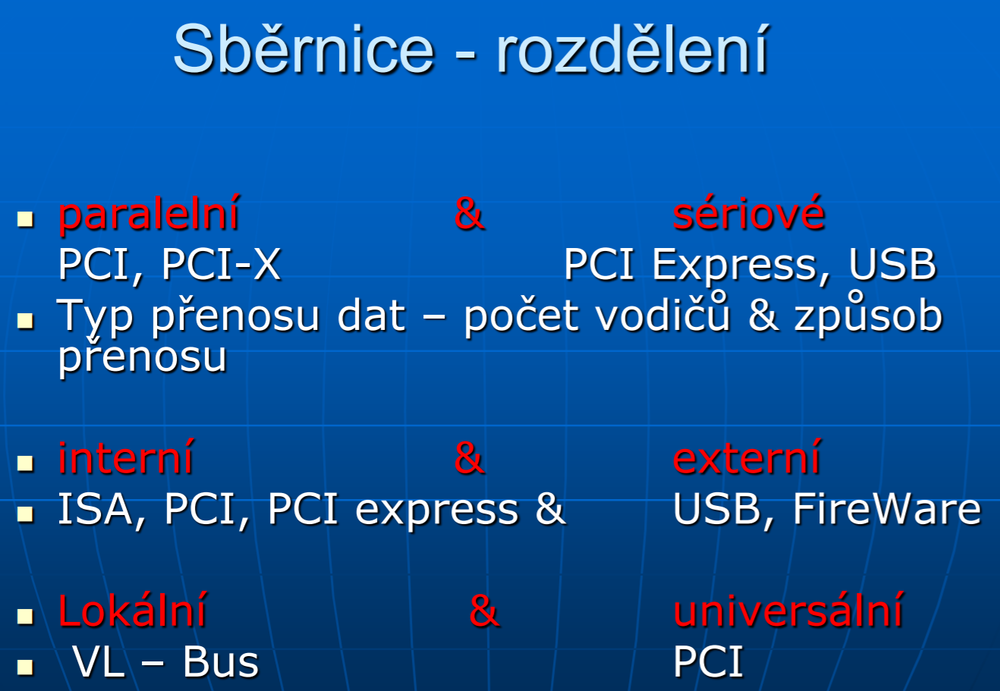 Sběrnice - rozdělení
paralelní & sériové
PCI, PCI-X PCI Express, USB
Typ přenosu dat – počet vodičů & způsob
přenosu
interní & externí
ISA, PCI, PCI express & USB, FireWare
Lokální & universální
VL – Bus PCI